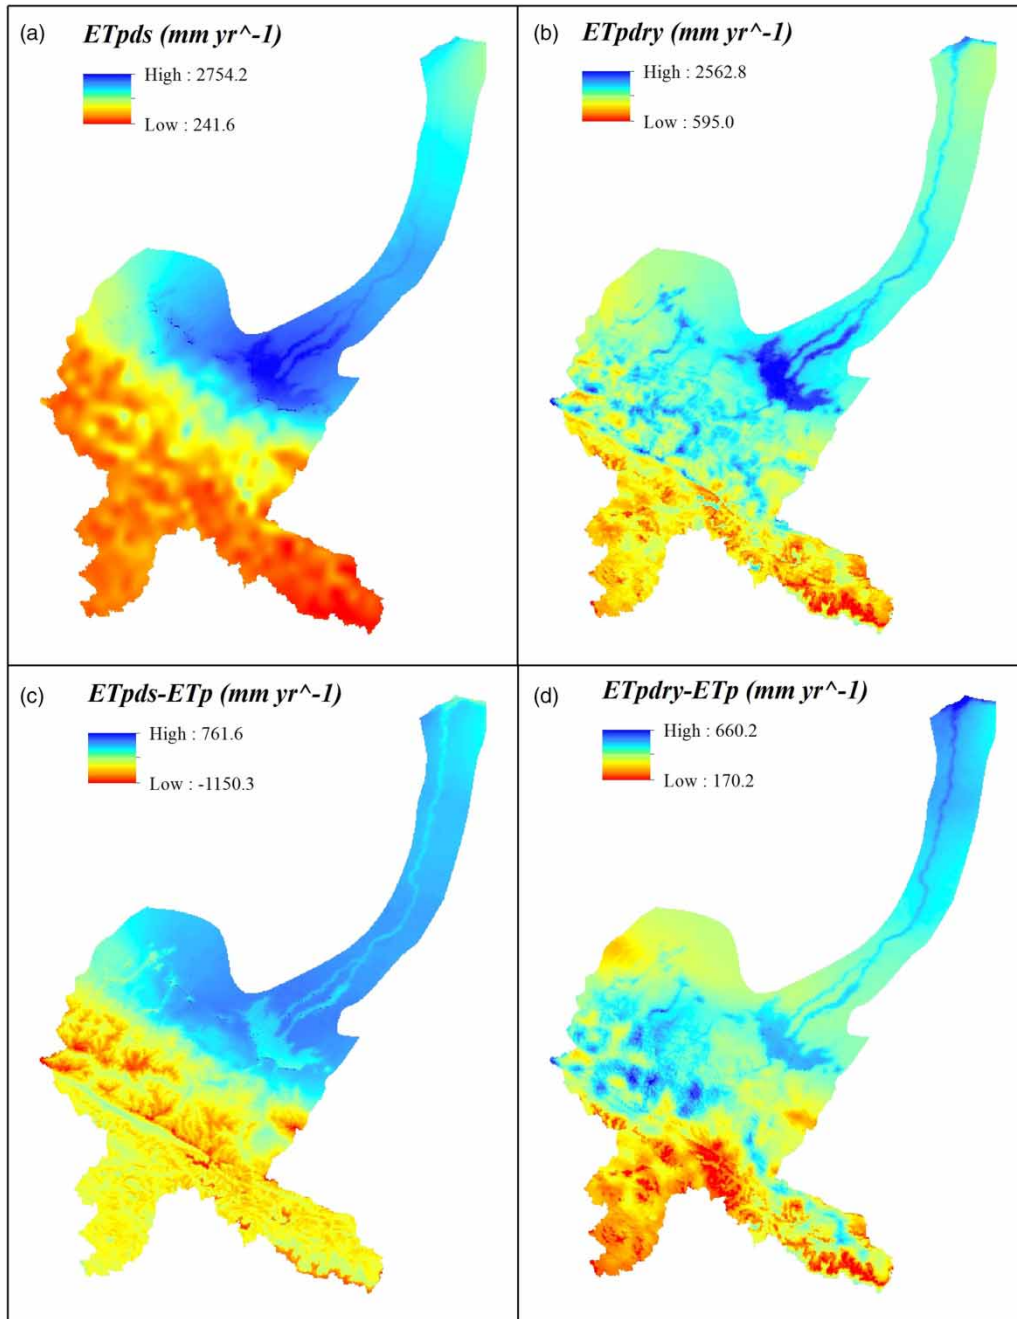 (a) ETpds (mm yr^-1)
High : 2754.2
Low : 241.6
(b) ETpdry (mm yr^-1)
High : 2562.8
Low : 595.0
(c) ETpds-ETp (mm yr^-1)
High : 761.6
Low : -1150.3
(d) ETpdry-ETp (mm yr^-1)
High : 660.2
Low : 170.2